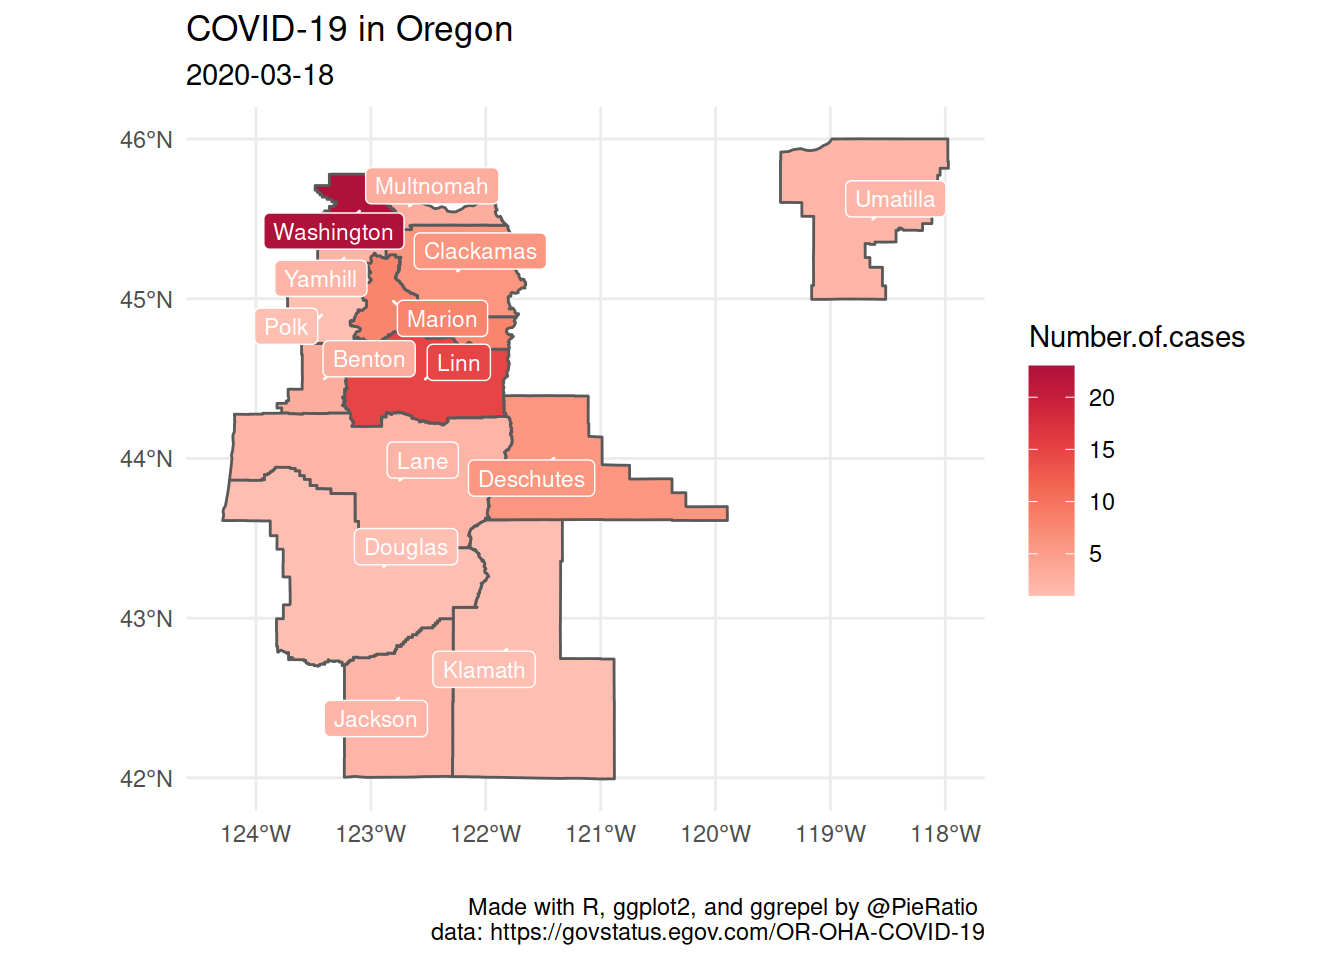 COVID-19 in Oregon
2020-03-18
46°N
45°N
44°N
43°N
42°N
Multnomah
Umatilla
Washington
Clackamas
Yamhill
Marion
Polk
Benton
Linn
Lane
Deschutes
Douglas
Klamath
Jackson
124°W
123°W
122°W
121°W
120°W
119°W
118°W
Number.of.cases
20
15
10
5
Made with R, ggplot2, and ggrepel by @PieRatio
data: https://govstatus.egov.com/OR-OHA-COVID-19